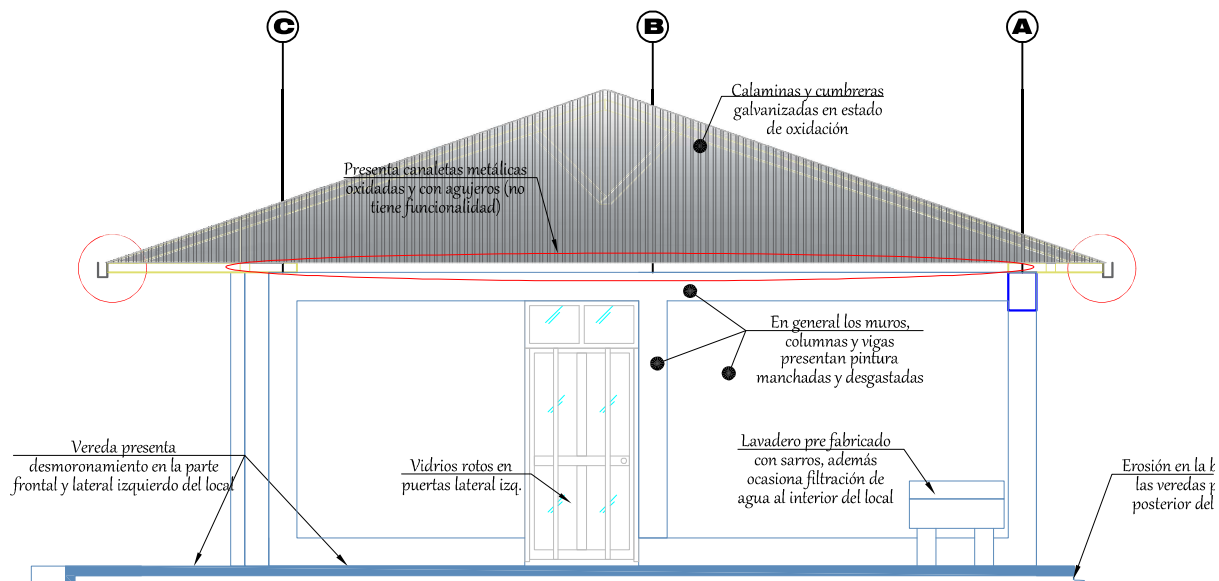 C
B
A
Calaminas y cumbreras
galvanizadas en estado
de oxidación
Presenta canaletas metálicas
oxidadas y con agujeros (no
tiene funcionalidad)
En general los muros,
columnas y vigas
presentan pintura
manchadas y desgastadas
Vereda presenta
desmoronamiento en la parte
frontal y lateral izquierdo del local
Vidrios rotos en
puertas lateral izq.
Lavadero pre fabricado
con sarros, además
ocasiona filtración de
agua al interior del local
Erosión en la
las veredas
posterior del